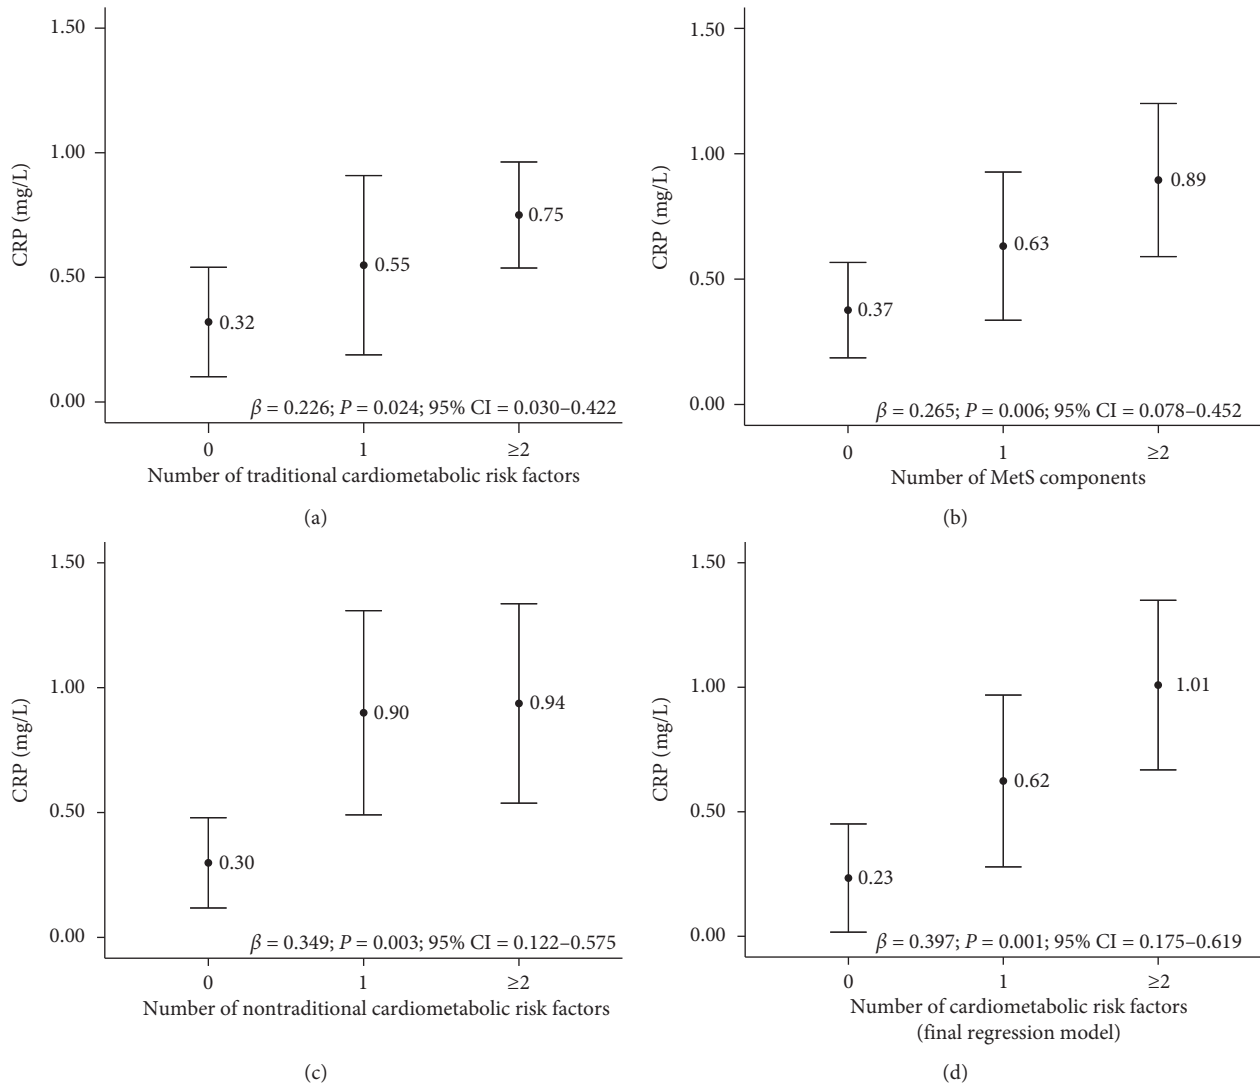 1.50
1.00
0.50
0.00
CRP (mg/L)
0.32
0.55
0.75
β = 0.226; P = 0.024; 95% CI = 0.030–0.422
0 1 ≥2
Number of traditional cardiometabolic risk factors
(a)
1.50
1.00
0.50
0.00
CRP (mg/L)
0.37
0.63
0.89
β = 0.265; P = 0.006; 95% CI = 0.078–0.452
0 1 ≥2
Number of MetS components
(b)
1.50
1.00
0.50
0.00
CRP (mg/L)
0.30
0.90
0.94
β = 0.349; P = 0.003; 95% CI = 0.122–0.575
0 1 ≥2
Number of nontraditional cardiometabolic risk factors
(c)
1.50
1.00
0.50
0.00
CRP (mg/L)
0.23
0.62
1.01
β = 0.397; P = 0.001; 95% CI = 0.175–0.619
0 1 ≥2
Number of cardiometabolic risk factors
(final regression model)
(d)